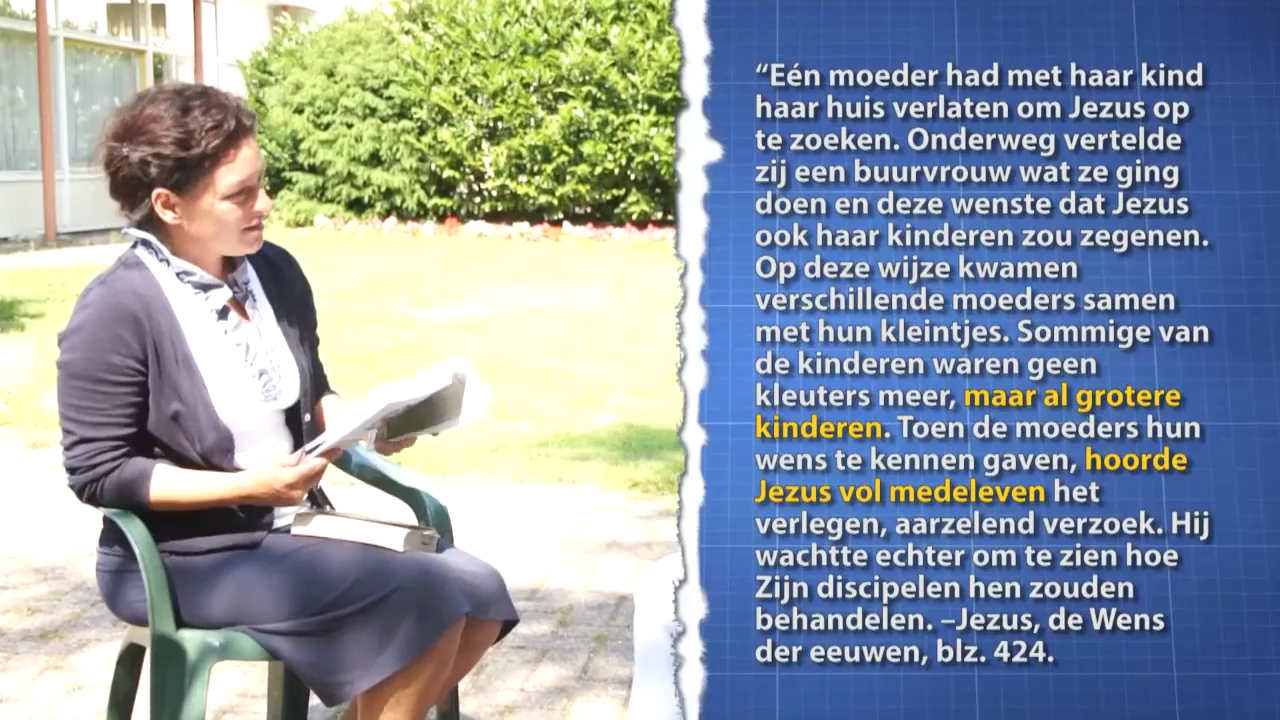 “Eén moeder had met haar kind
haar huis verlaten om Jezus op
te zoeken. Onderweg vertelde
zij een buurvrouw wat ze ging
doen en deze wenste dat Jezus
ook haar kinderen zou zegenen.
Op deze wijze kwamen
verschillende moeders samen
met hun kleintjes. Sommige van
de kinderen waren geen
kleuters meer, maar al grotere
kinderen. Toen de moeders hun
wens te kennen gaven, hoorde
Jezus vol medeleven het
verlegen, aarzelend verzoek. Hij
wachtte echter om te zien hoe
Zijn discipelen hen zouden
behandelen. –Jezus, de Wens
der eeuwen, blz. 424.